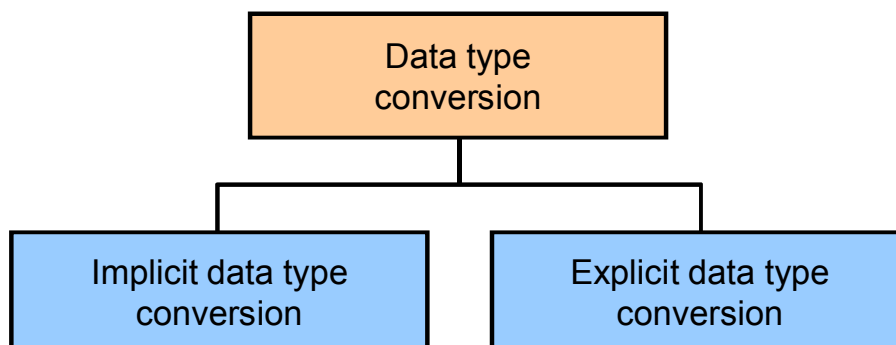 Data type
conversion
Implicit data type
conversion
Explicit data type
conversion